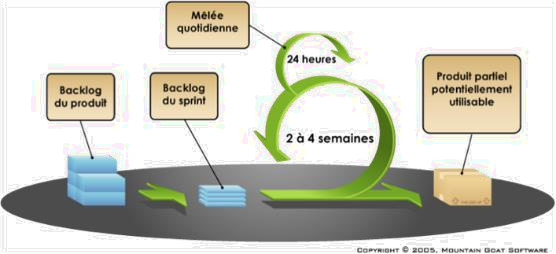 Mêlée
quotidienne
24 heures
Backlog
du produit
Backlog
du sprint
2 à 4 semaines
Produit partiel
potentiellement
utilisable
COPYRIGHT © 2005, MOUNTAIN GOAT SOFTWARE